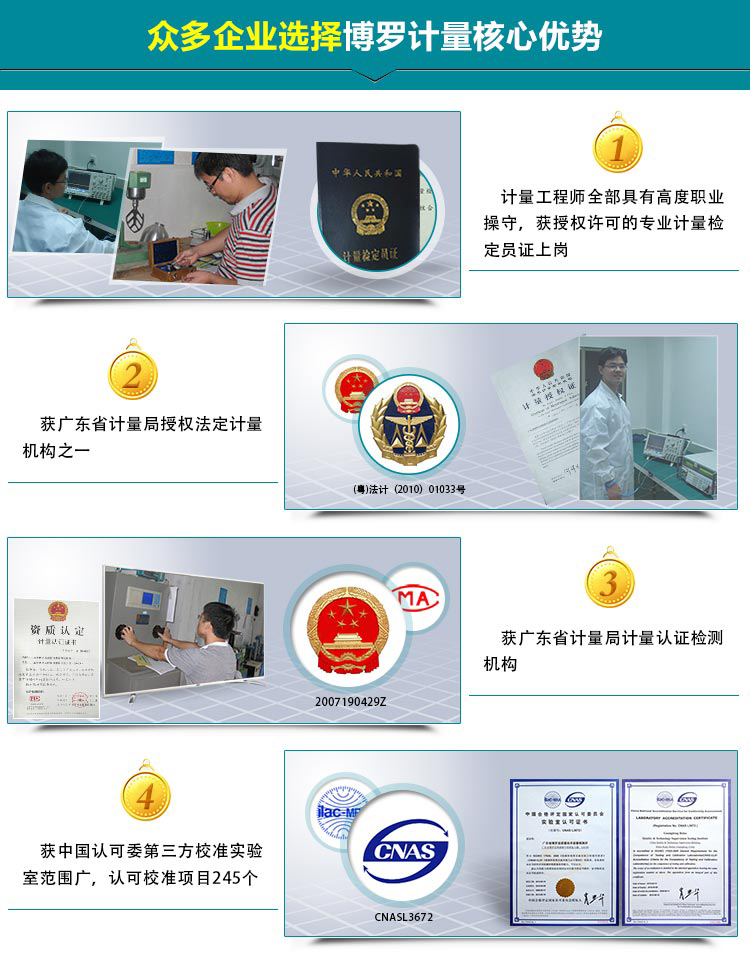 众多企业选择博罗计量核心优势
1
计量工程师全部具有高度职业
操守，获授权许可的专业计量检
定员证上岗
中华人民共和国
计量检定员证
2
获广东省计量局授权法定计量
机构之一
计量授权证
(粤)法计（2010）01033号
3
获广东省计量局计量认证检测
机构
资质认定
计量认证证书
MA
2007190429Z
4
获中国认可委第三方校准实验
室范围广，认可校准项目245个
CNAS
CNASL3672
中国合格评定国家认可委员会
实验室认可证书
LABORATORY ACCREDITATION CERTIFICATE